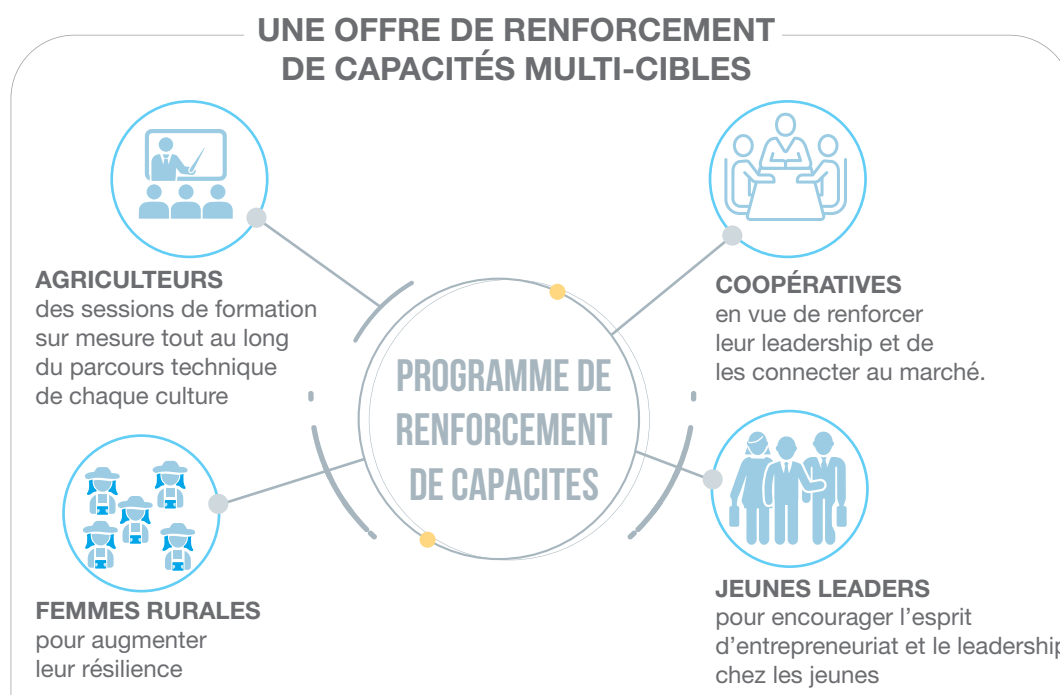 UNE OFFRE DE RENFORCEMENT
DE CAPACITÉS MULTI-CIBLES
AGRICULTEURS
des sessions de formation
sur mesure tout au long
du parcours technique
de chaque culture
COOPÉRATIVES
en vue de renforcer
leur leadership et de
les connecter au marché.
PROGRAMME DE
RENFORCEMENT
DE CAPACITES
FEMMES RURALES
pour augmenter
leur résilience
JEUNES LEADERS
pour encourager l’esprit
d’entrepreneuriat et le leadership
chez les jeunes